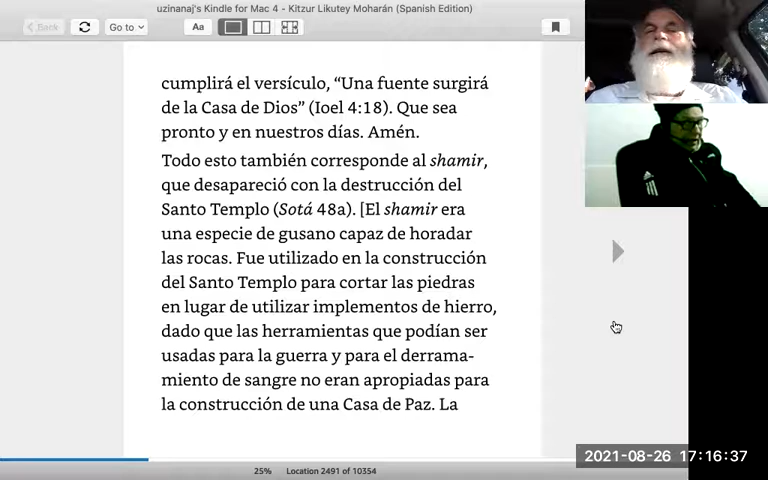 uzinanaj's Kindle for Mac 4 - Kitzur Likutey Moharán (Spanish Edition)
Back
Go to
Aa
cumplirá el versículo, “Una fuente surgirá
de la Casa de Dios” (Ioel 4:18). Que sea
pronto y en nuestros días. Amén.
Todo esto también corresponde al shamir,
que desapareció con la destrucción del
Santo Templo (Sotá 48a). [El shamir era
una especie de gusano capaz de horadar
las rocas. Fue utilizado en la construcción
del Santo Templo para cortar las piedras
en lugar de utilizar implementos de hierro,
dado que las herramientas que podían ser
usadas para la guerra y para el derrama-
miento de sangre no eran apropiadas para
la construcción de una Casa de Paz. La
25% Location 2491 of 10354
2021-08-26 17:16:37